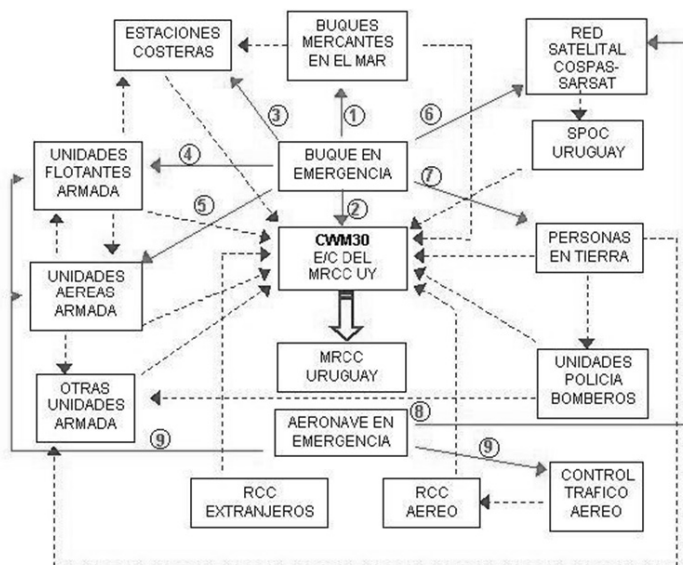 ESTACIONES
COSTERAS
BUQUES
MERCANTES
EN EL MAR
RED
SATELITAL
COSPAS-
SARSAT
3
1
6
SPOC
URUGUAY
UNIDADES
FLOTANTES
ARMADA
4
BUQUE EN
EMERGENCIA
7
5
2
CWM30
E/C DEL
MRCC UY
PERSONAS
EN TIERRA
UNIDADES
AEREAS
ARMADA
MRCC
URUGUAY
UNIDADES
POLICIA
BOMBEROS
OTRAS
UNIDADES
ARMADA
AERONAVE EN
EMERGENCIA
8
9
9
RCC
EXTRANJEROS
RCC
AEREO
CONTROL
TRAFICO
AEREO